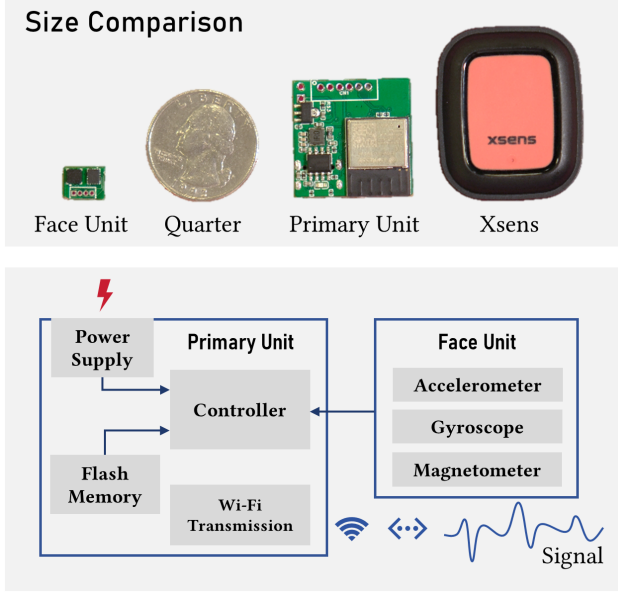 Size Comparison
LIBERTY
xsens
Face Unit
Quarter
Primary Unit
Xsens
Power
Supply
Primary Unit
Controller
Flash
Memory
Wi-Fi
Transmission
Face Unit
Accelerometer
Gyroscope
Magnetometer
Signal